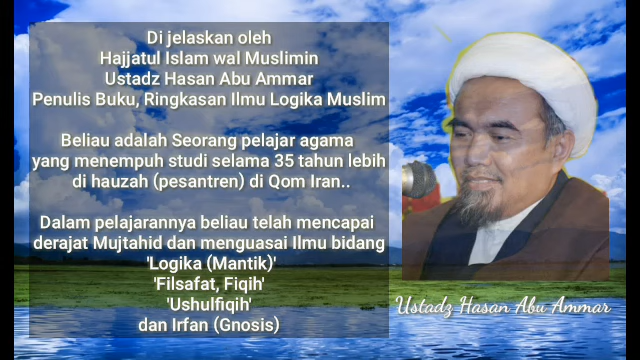 Di jelaskan oleh
Hajjatul Islam wal Muslimin
Ustadz Hasan Abu Ammar
Penulis Buku, Ringkasan Ilmu Logika Muslim
Beliau adalah Seorang pelajar agama
yang menempuh studi selama 35 tahun lebih
di hauzah (pesantren) di Qom Iran..
Dalam pelajarannya beliau telah mencapai
derajat Mujtahid dan menguasai Ilmu bidang
'Logika (Mantik)'
'Filsafat, Fiqih'
'Ushulfiqih'
dan Irfan (Gnosis)
Ustadz Hasan Abu Ammar